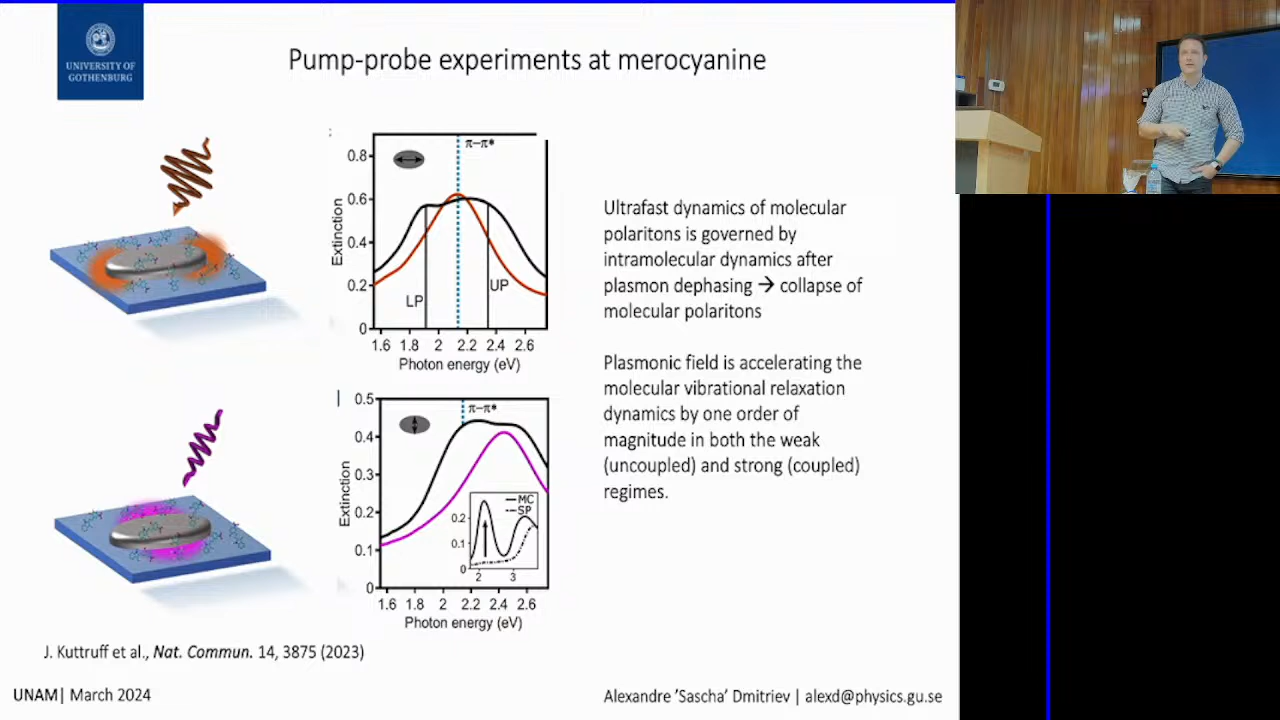 UNIVERSITY OF
GOTHENBURG
Pump-probe experiments at merocyanine
π–π*
0.8
0.6
0.4
0.2
0
Extinction
LP
UP
1.6 1.8 2 2.2 2.4 2.6
Photon energy (eV)
π–π*
0.5
0.4
0.3
0.2
0.1
0
Extinction
MC
SP
0.2
0.1
0
2 3
1.6 1.8 2 2.2 2.4 2.6
Photon energy (eV)
Ultrafast dynamics of molecular
polaritons is governed by
intramolecular dynamics after
plasmon dephasing → collapse of
molecular polaritons
Plasmonic field is accelerating the
molecular vibrational relaxation
dynamics by one order of
magnitude in both the weak
(uncoupled) and strong (coupled)
regimes.
J. Kuttruff et al., Nat. Commun. 14, 3875 (2023)
UNAM| March 2024
Alexandre ’Sascha’ Dmitriev | alexd@physics.gu.se